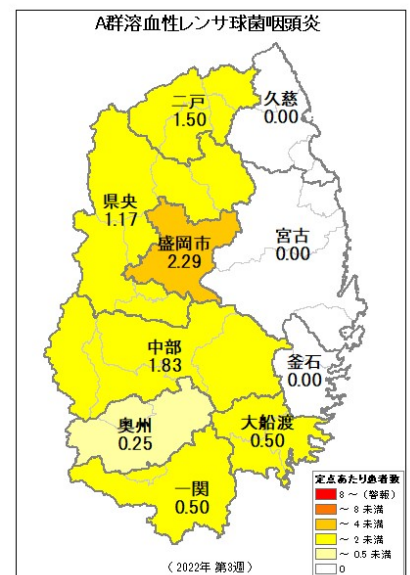 A群溶血性レンサ球菌咽頭炎
二戸
1.50
久慈
0.00
県央
1.17
盛岡市
2.29
宮古
0.00
中部
1.83
釜石
0.00
奥州
0.25
大船渡
0.50
一関
0.50
定点あたり患者数
8 ～ (警報)
～ 8 未満
～ 4 未満
～ 2 未満
～ 0.5 未満
0
(2022年 第3週)